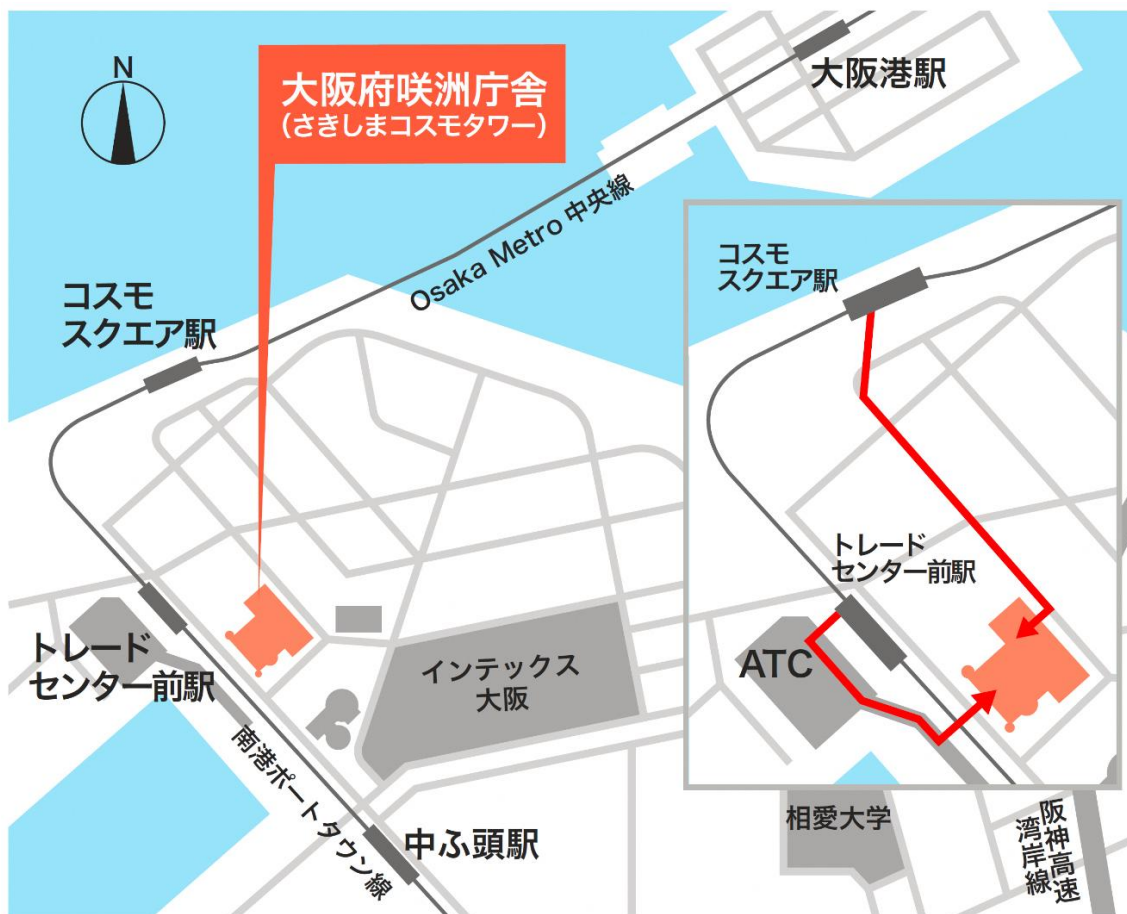 N
大阪府咲洲庁舎
(さきしまコスモタワー)
大阪港駅
Osaka Metro 中央線
コスモ
スクエア駅
コスモ
スクエア駅
トレード
センター前駅
ATC
トレード
センター前駅
インテックス
大阪
南港ポートタウン線
中ふ頭駅
相愛大学
阪神高速
湾岸線